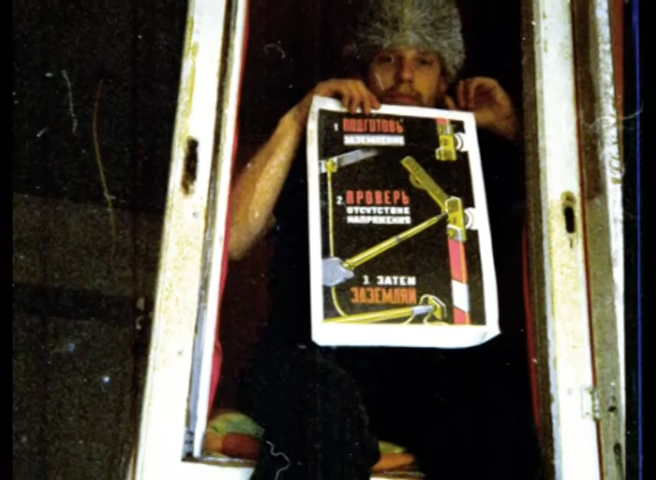 1. ПОДГОТОВЬ
ЗАЗЕМЛЕНИЕ
2. ПРОВЕРЬ
ОТСУТСТВИЕ
НАПРЯЖЕНИЯ
3. ЗАТЕМ
ЗАЗЕМЛЯЙ